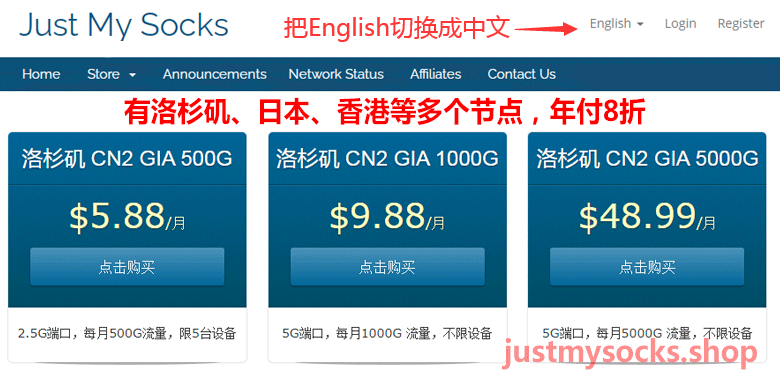 Just My Socks 把English切换成中文 English Login Register
Home Store Announcements Network Status Affiliates Contact Us
有洛杉矶、日本、香港等多个节点，年付8折
洛杉矶 CN2 GIA 500G 洛杉矶 CN2 GIA 1000G 洛杉矶 CN2 GIA 5000G
$5.88/月 $9.88/月 $48.99/月
点击购买 点击购买 点击购买
2.5G端口，每月500G流量，限5台设备 5G端口，每月1000G 流量，不限设备 5G端口，每月5000G 流量，不限设备
justmysocks.shop